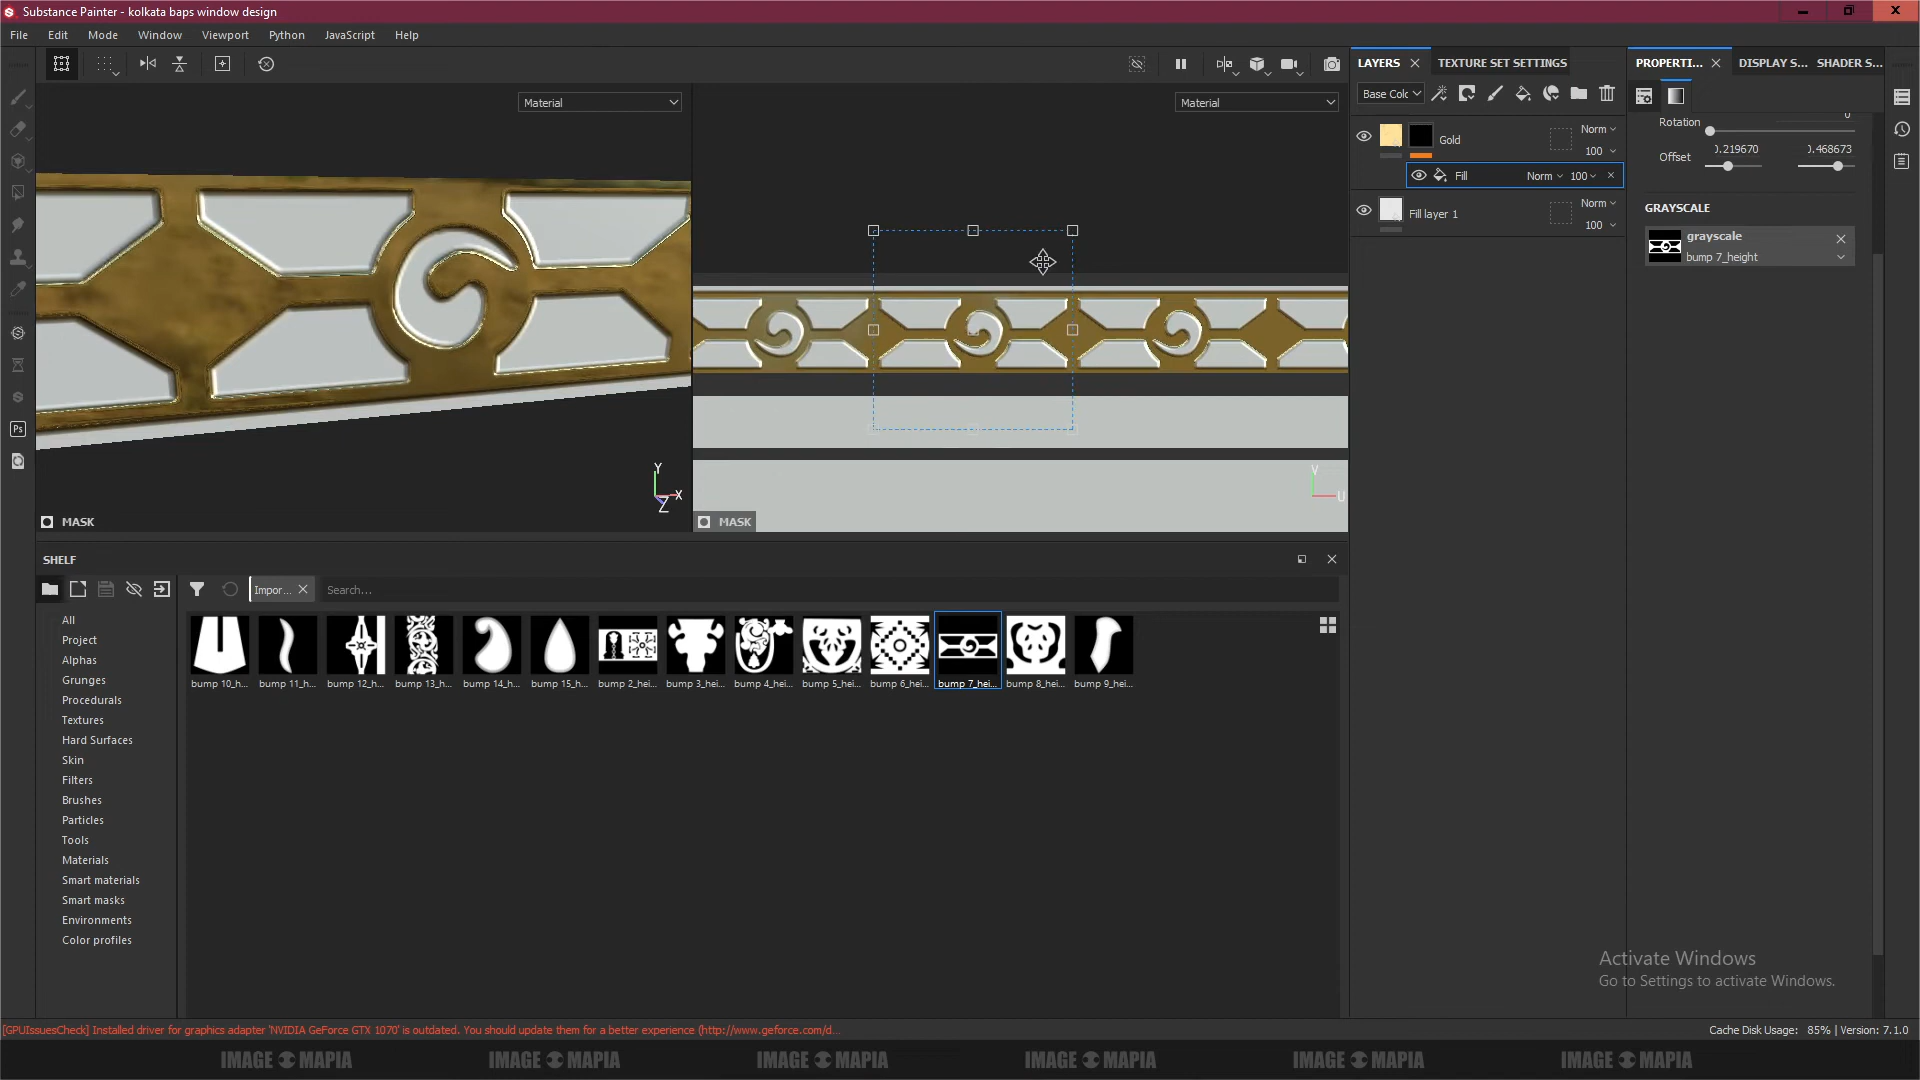 Substance Painter - kolkata baps window design
File Edit Mode Window Viewport Python JavaScript Help
Material
Material
LAYERS
TEXTURE SET SETTINGS
PROPERTI...
DISPLAY S...
SHADER S...
Base Colc
Rotation
Gold
Norm
100
Offset
0.219670
0.468673
Fill
Norm
100
GRAYSCALE
Fill layer 1
Norm
100
grayscale
bump 7_height
Y
X
Z
V
U
MASK
MASK
SHELF
Impor...
Search...
All
Project
Alphas
Grunges
Procedurals
Textures
Hard Surfaces
Skin
Filters
Brushes
Particles
Tools
Materials
Smart materials
Smart masks
Environments
Color profiles
bump 10_h...
bump 11_h...
bump 12_h...
bump 13_h...
bump 14_h...
bump 15_h...
bump 2_hei...
bump 3_hei...
bump 4_hei...
bump 5_hei...
bump 6_hei...
bump 7_hei...
bump 8_hei...
bump 9_hei...
Ps
Activate Windows
Go to Settings to activate Windows.
[GPUIssuesCheck] Installed driver for graphics adapter 'NVIDIA GeForce GTX 1070' is outdated. You should update them for a better experience (http://www.geforce.com/d...
Cache Disk Usage: 85% | Version: 7.1.0
IMAGE MAPIA
IMAGE MAPIA
IMAGE MAPIA
IMAGE MAPIA
IMAGE MAPIA
IMAGE MAPIA